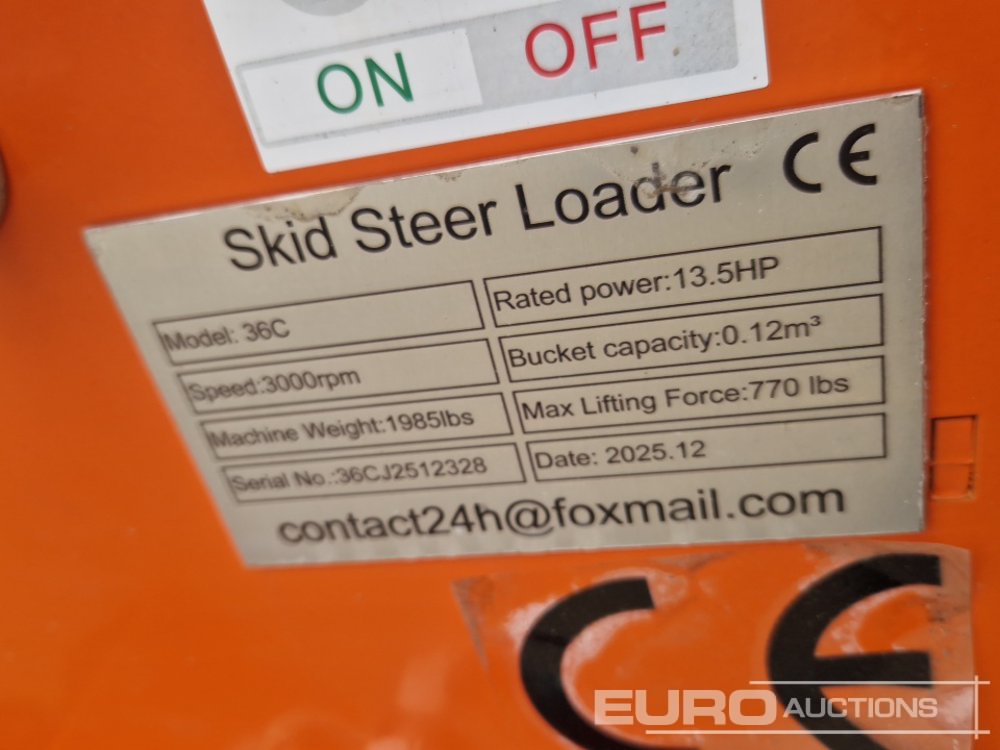 ON OFF
Skid Steer Loader CE
Model: 36C
Rated power:13.5HP
Speed:3000rpm
Bucket capacity:0.12m³
Machine Weight:1985lbs
Max Lifting Force:770 lbs
Serial No.:36CJ2512328
Date: 2025.12
contact24h@foxmail.com
CE
EURO AUCTIONS